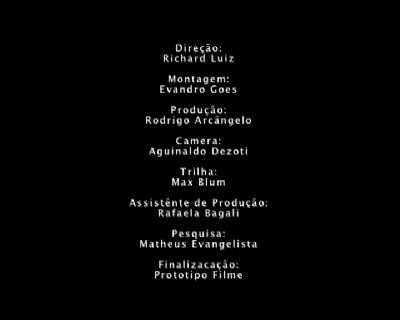 Direção:
Richard Luiz
Montagem:
Evandro Goes
Produção:
Rodrigo Arcângelo
Camera:
Aguinaldo Dezoti
Trilha:
Max Blum
Assistênte de Produção:
Rafaela Bagali
Pesquisa:
Matheus Evangelista
Finalizacação:
Prototipo Filme